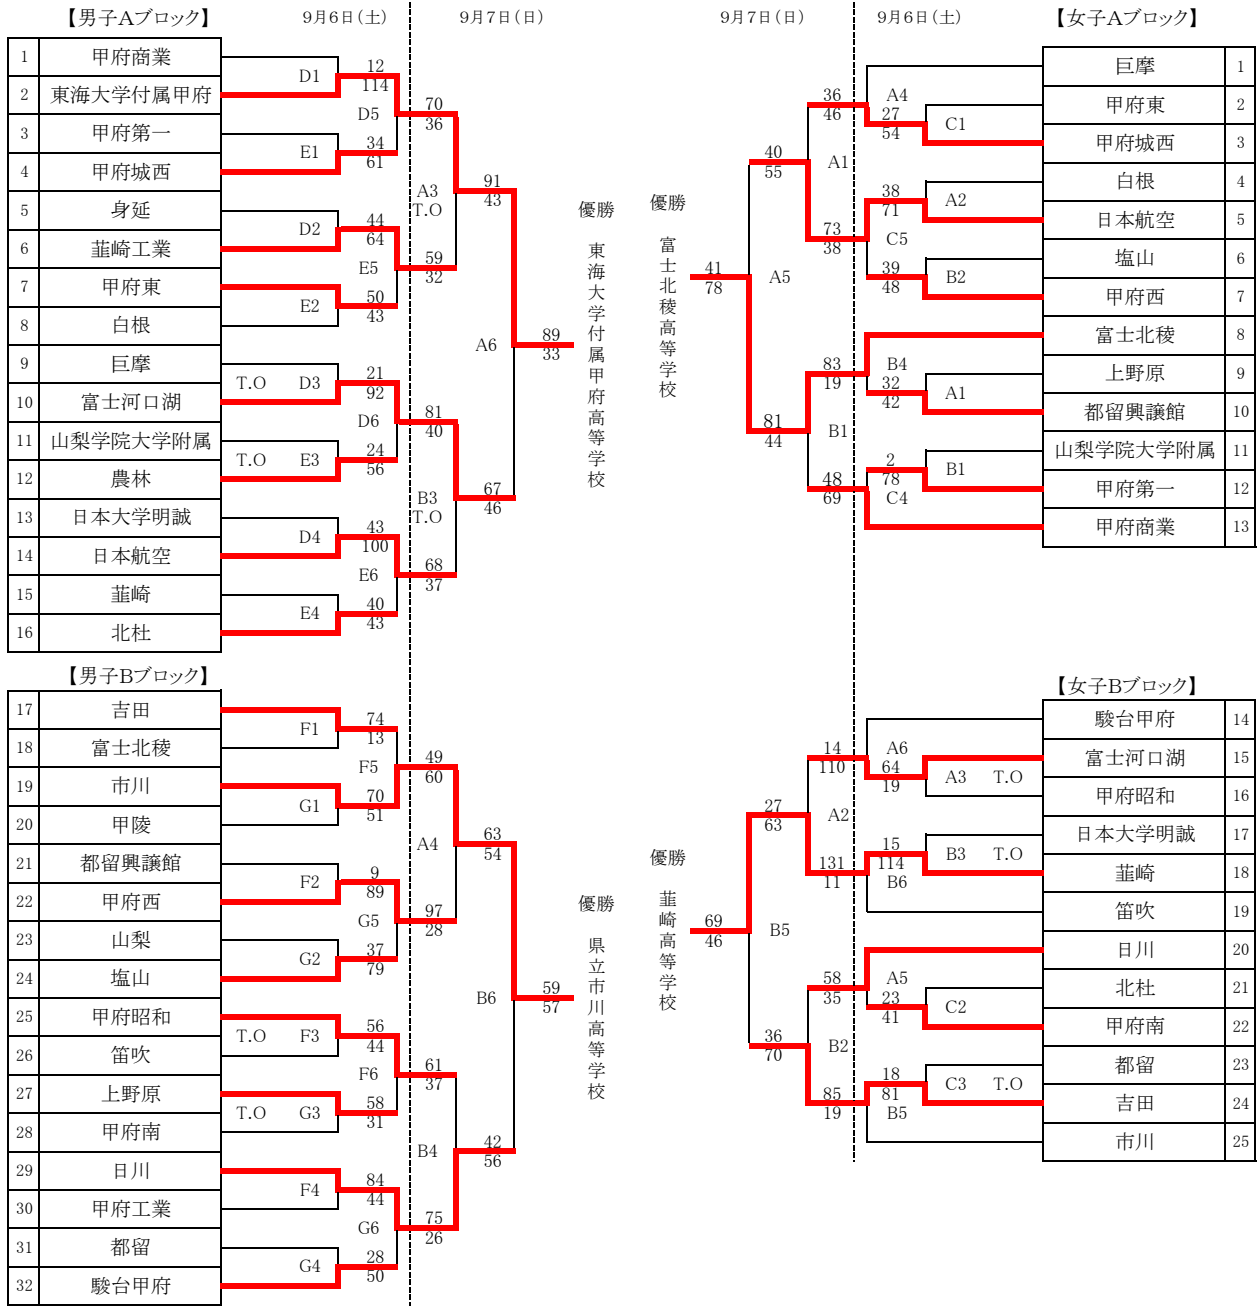 【男子Aブロック】 9月6日(土) 9月7日(日)
1 甲府商業
2 東海大学付属甲府
3 甲府第一
4 甲府城西
5 身延
6 韮崎工業
7 甲府東
8 白根
9 巨摩
10 富士河口湖
11 山梨学院大学附属
12 農林
13 日本大学明誠
14 日本航空
15 韮崎
16 北杜
D1
12
114
E1
34
61
D2
44
64
E2
50
43
T.O D3
21
92
T.O E3
24
56
D4
43
100
E4
40
43
D5
70
36
E5
59
32
D6
81
40
E6
68
37
A3
T.O
91
43
B3
T.O
67
46
A6
89
33
優勝
東海大学付属甲府高等学校
【男子Bブロック】
17 吉田
18 富士北稜
19 市川
20 甲陵
21 都留興譲館
22 甲府西
23 山梨
24 塩山
25 甲府昭和
26 笛吹
27 上野原
28 甲府南
29 日川
30 甲府工業
31 都留
32 駿台甲府
F1
74
13
G1
70
51
F2
9
89
G2
37
79
T.O F3
56
44
T.O G3
58
31
F4
84
44
G4
28
50
F5
49
60
G5
97
28
F6
61
37
G6
75
26
A4
63
54
B4
42
56
B6
59
57
優勝
県立市川高等学校
9月7日(日) 9月6日(土) 【女子Aブロック】
巨摩 1
甲府東 2
甲府城西 3
白根 4
日本航空 5
塩山 6
甲府西 7
富士北稜 8
上野原 9
都留興譲館 10
山梨学院大学附属 11
甲府第一 12
甲府商業 13
C1
27
54
A2
38
71
B2
39
48
A1
32
42
B1
2
78
A4
36
46
C5
73
38
B4
83
19
C4
48
69
A1
40
55
B1
81
44
A5
41
78
優勝
富士北稜高等学校
【女子Bブロック】
駿台甲府 14
富士河口湖 15
甲府昭和 16
日本大学明誠 17
韮崎 18
笛吹 19
日川 20
北杜 21
甲府南 22
都留 23
吉田 24
市川 25
A3 T.O
64
19
B3 T.O
15
114
C2
23
41
C3 T.O
18
81
A6
14
110
B6
131
11
A5
58
35
B5
85
19
A2
27
63
B2
36
70
B5
69
46
優勝
韮崎高等学校